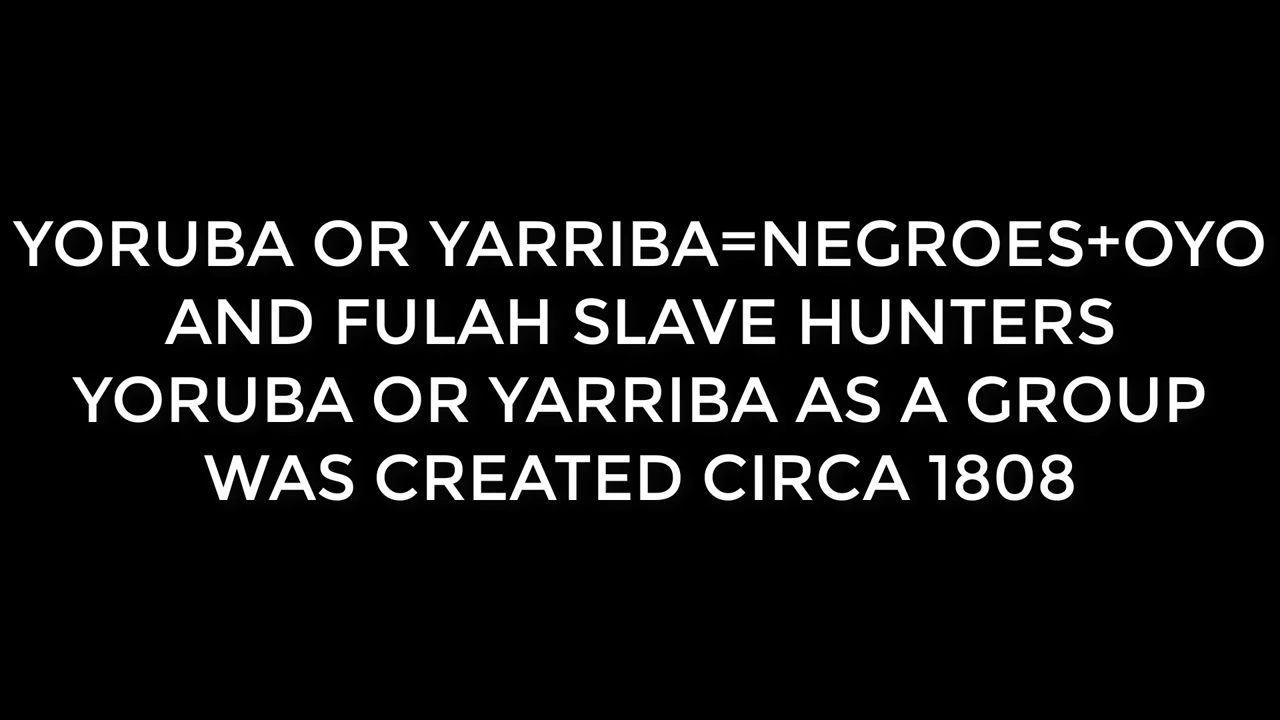 YORUBA OR YARRIBA=NEGROES+OYO
AND FULAH SLAVE HUNTERS
YORUBA OR YARRIBA AS A GROUP
WAS CREATED CIRCA 1808